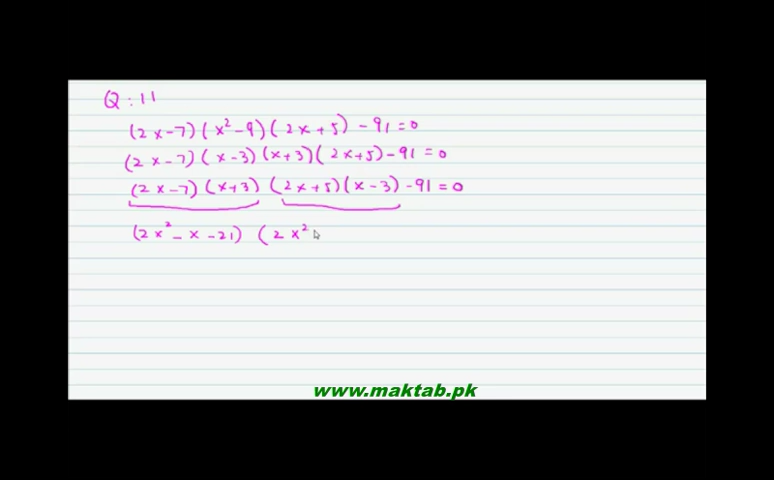 Q : 11
(2x-7)(x²-9)(2x+5)-91=0
(2x-7)(x-3)(x+3)(2x+5)-91=0
(2x-7)(x+3)(2x+5)(x-3)-91=0
(2x²-x-21) (2x²
www.maktab.pk